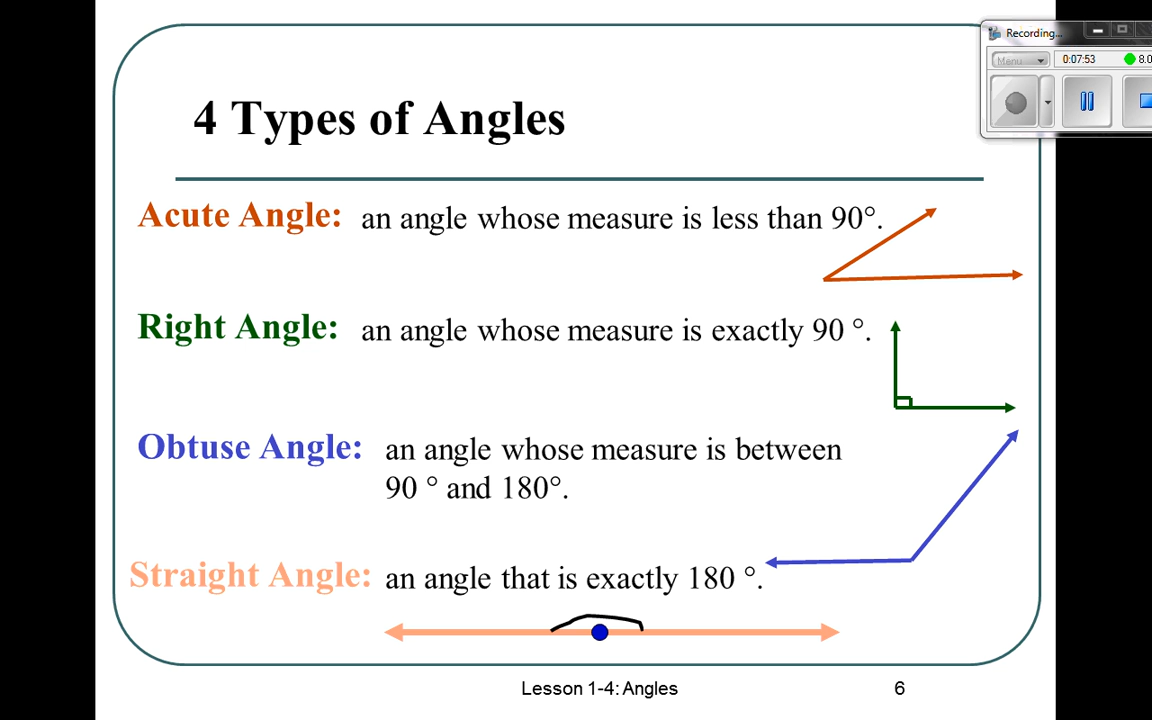 Recording...
Menu
0:07:53
8.0
4 Types of Angles
Acute Angle: an angle whose measure is less than 90°.
Right Angle: an angle whose measure is exactly 90 °.
Obtuse Angle: an angle whose measure is between
90 ° and 180°.
Straight Angle: an angle that is exactly 180 °.
Lesson 1-4: Angles
6